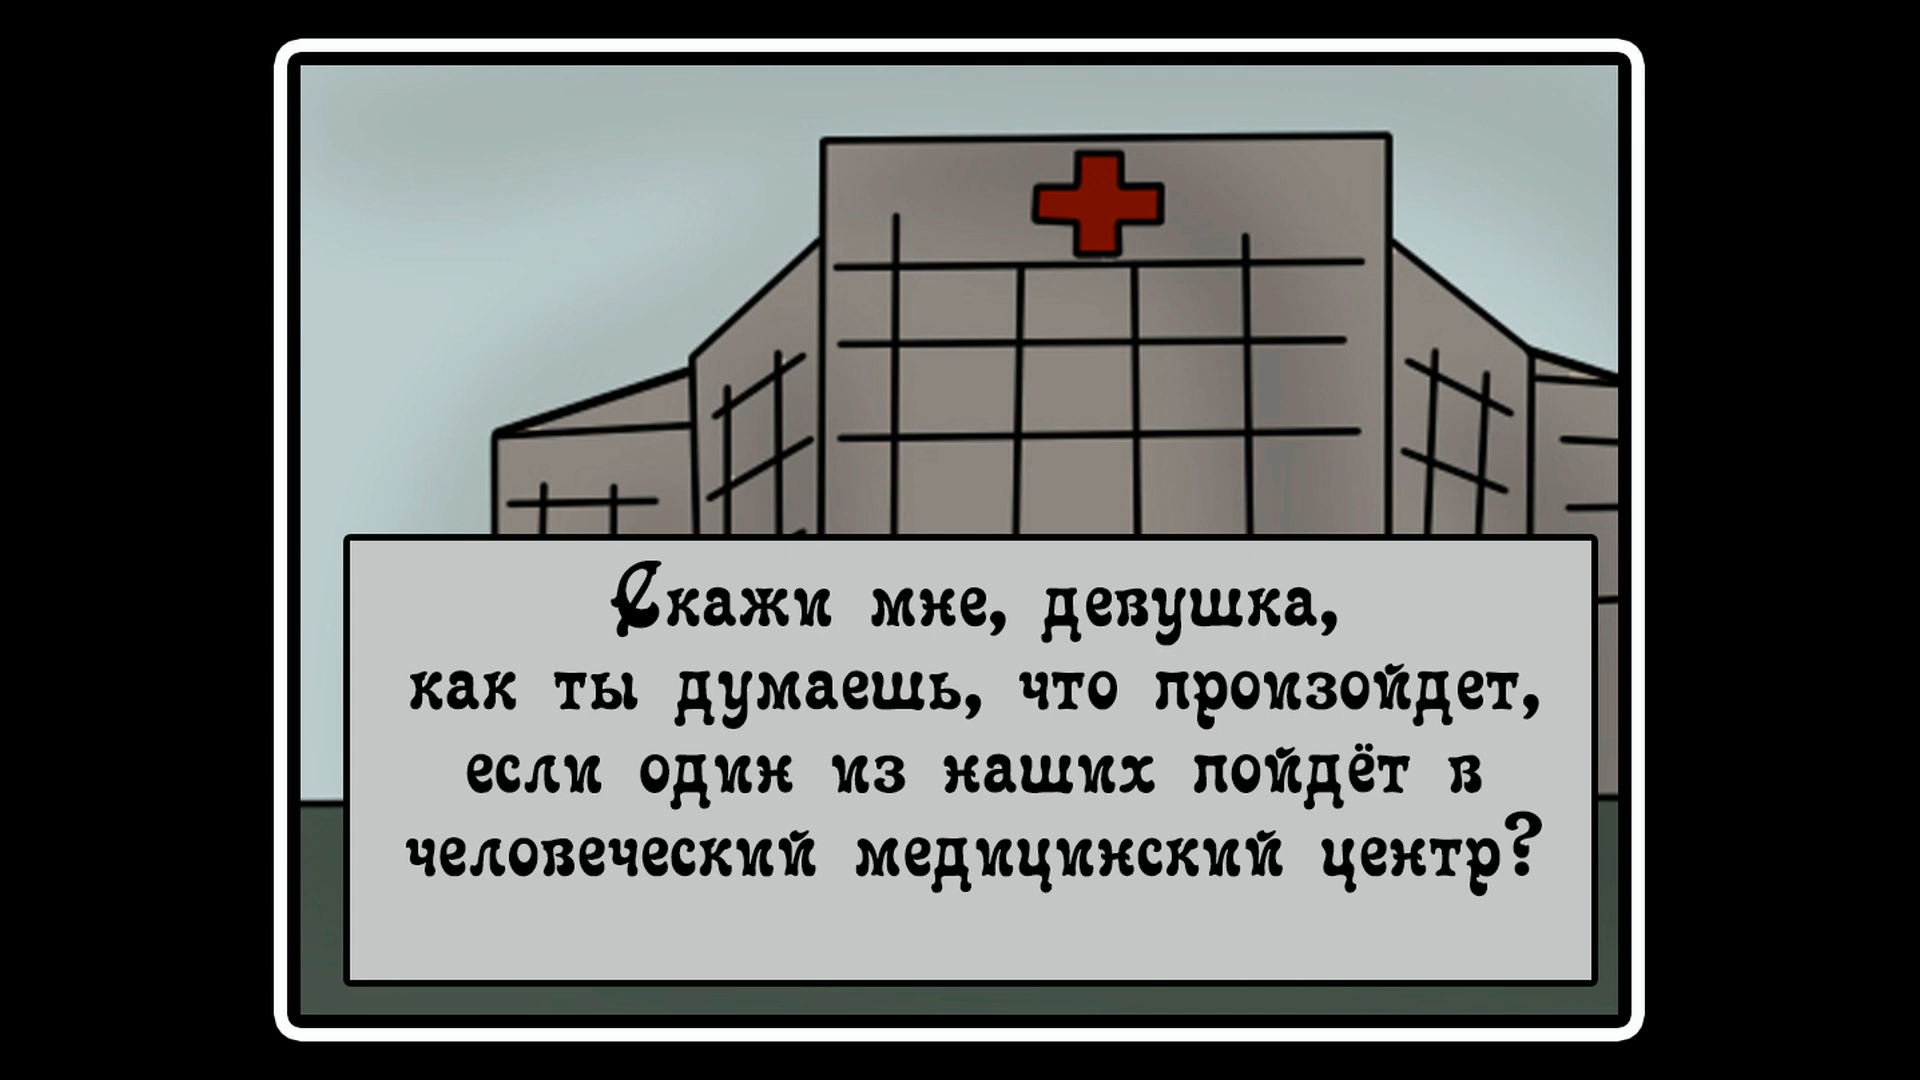 Скажи мне, девушка,
как ты думаешь, что произойдет,
если один из наших пойдёт в
человеческий медицинский центр?